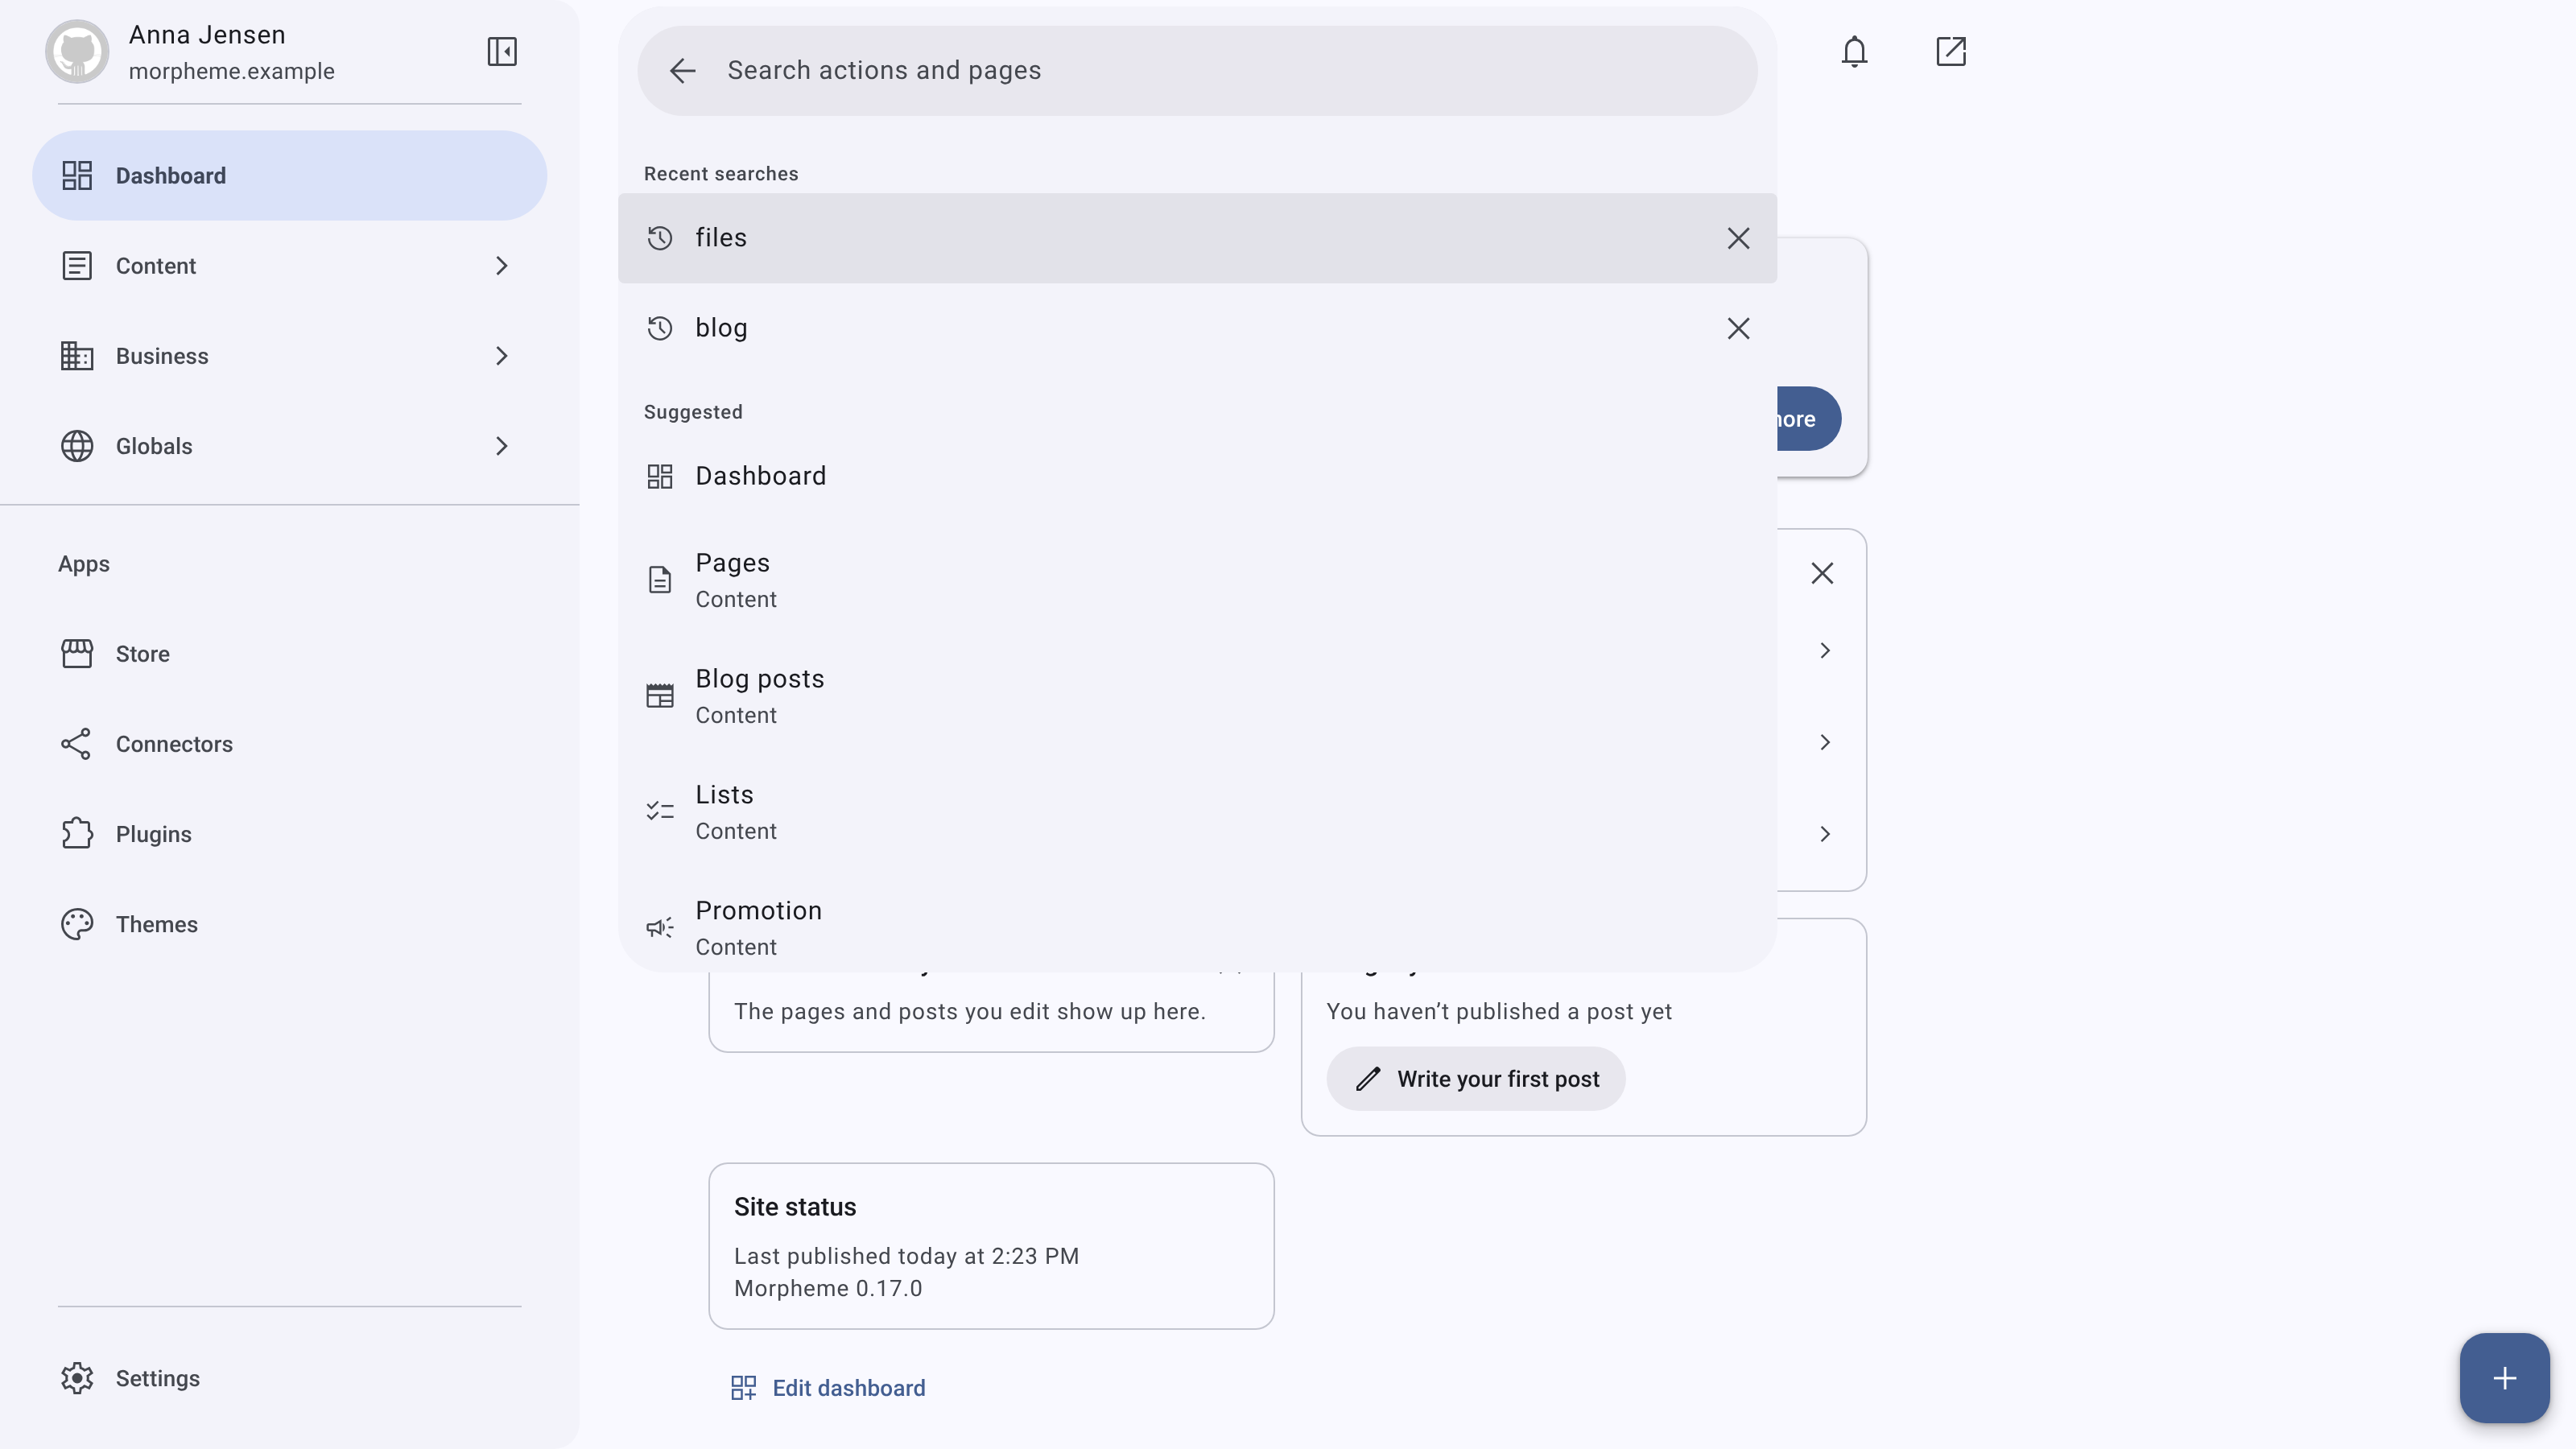 Anna Jensen
morpheme.example
Dashboard
Content
Business
Globals
Apps
Store
Connectors
Plugins
Themes
Settings
Search actions and pages
Recent searches
files
blog
Suggested
Dashboard
Pages
Content
Blog posts
Content
Lists
Content
Promotion
Content
The pages and posts you edit show up here.
You haven’t published a post yet
Write your first post
Site status
Last published today at 2:23 PM
Morpheme 0.17.0
Edit dashboard